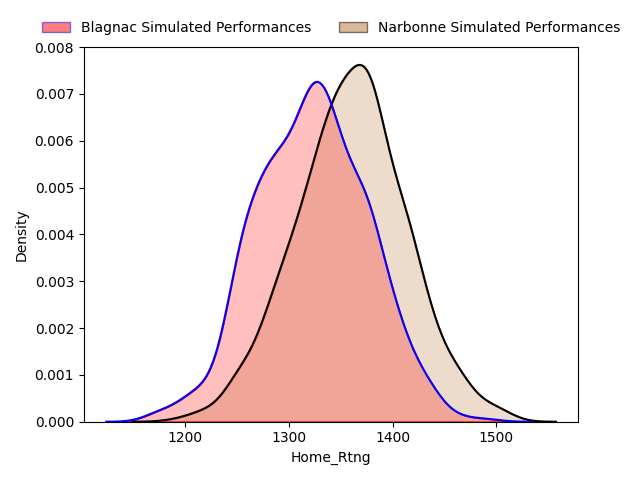 Blagnac Simulated Performances Narbonne Simulated Performances
0.008
0.007
0.006
0.005
0.004
0.003
0.002
0.001
0.000
Density
1200 1300 1400 1500
Home_Rtng